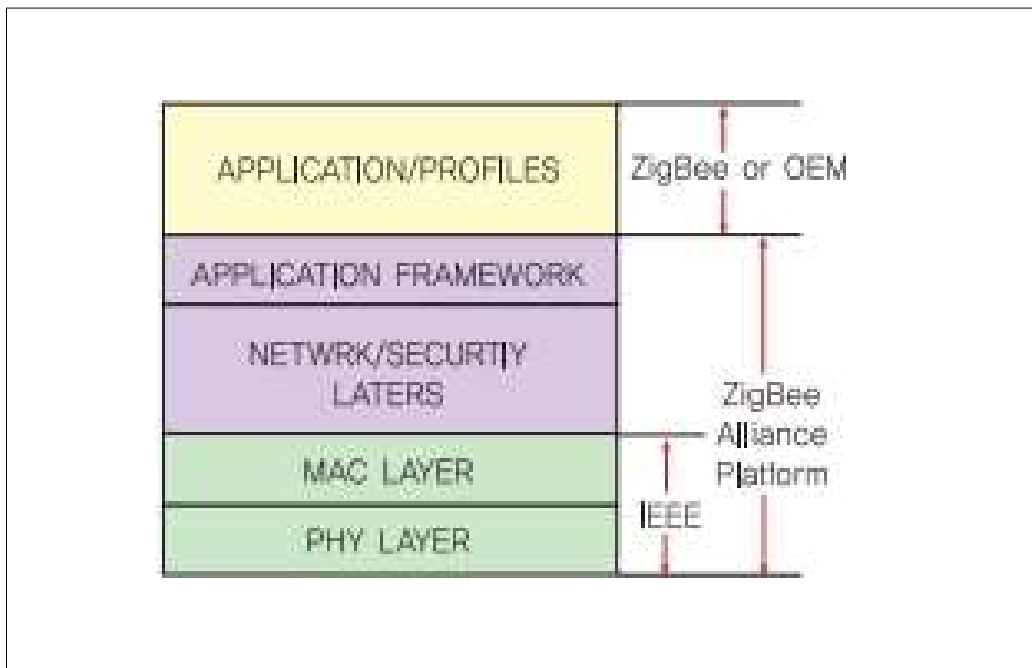 APPLICATION/PROFILES
ZigBee or OEM
APPLICATION FRAMEWORK
NETWRK/SECURTIY
LATERS
ZigBee
Alliance
Platform
MAC LAYER
IEEE
PHY LAYER